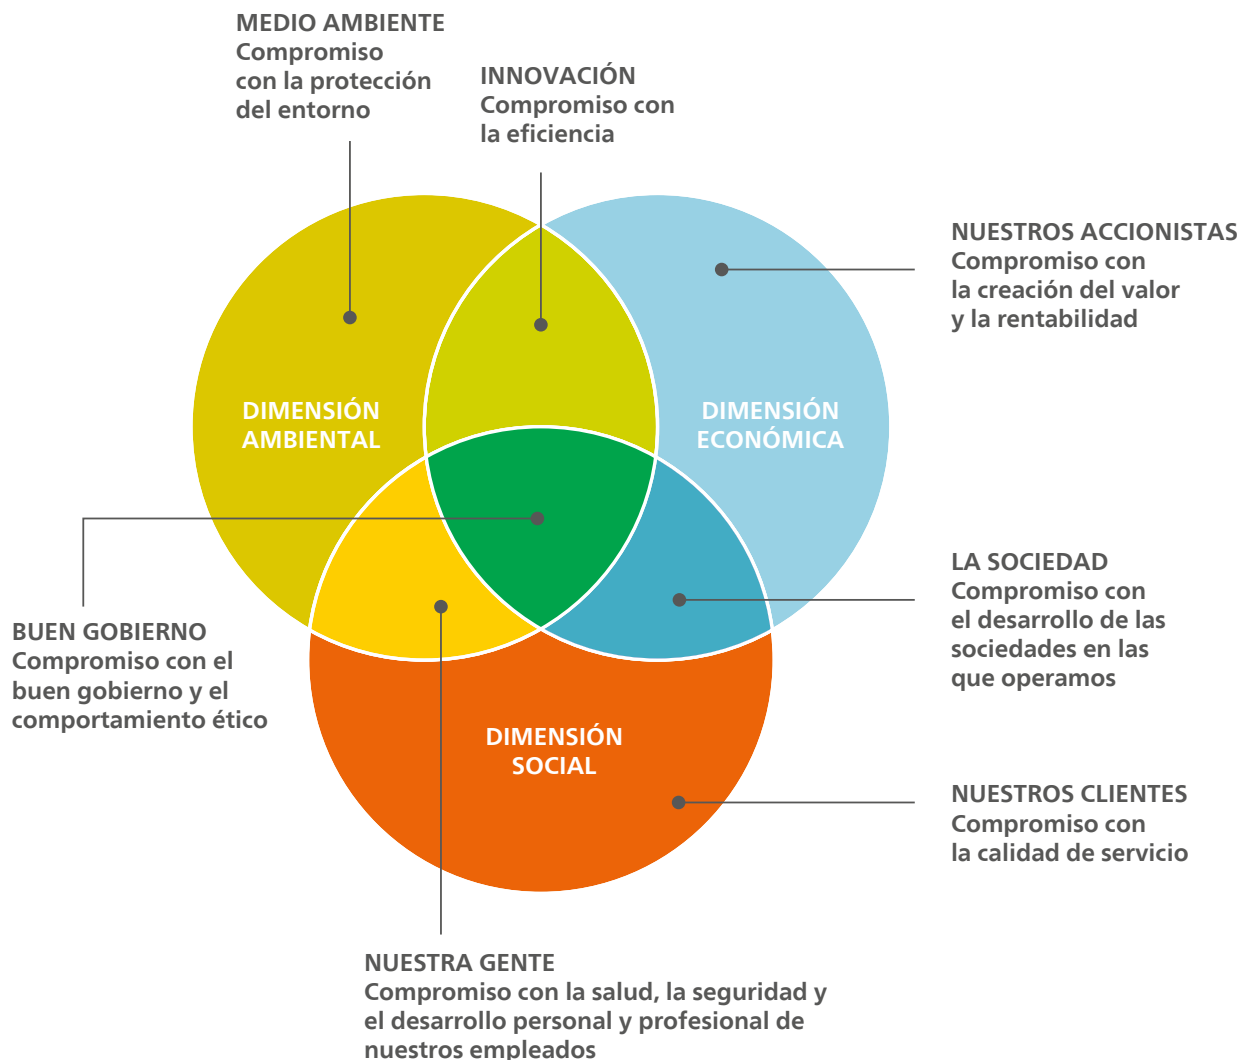 MEDIO AMBIENTE
Compromiso
con la protección
del entorno
INNOVACIÓN
Compromiso con
la eficiencia
NUESTROS ACCIONISTAS
Compromiso con
la creación del valor
y la rentabilidad
DIMENSIÓN
AMBIENTAL
DIMENSIÓN
ECONÓMICA
LA SOCIEDAD
Compromiso con
el desarrollo de las
sociedades en las
que operamos
BUEN GOBIERNO
Compromiso con el
buen gobierno y el
comportamiento ético
DIMENSIÓN
SOCIAL
NUESTROS CLIENTES
Compromiso con
la calidad de servicio
NUESTRA GENTE
Compromiso con la salud, la seguridad y
el desarrollo personal y profesional de
nuestros empleados